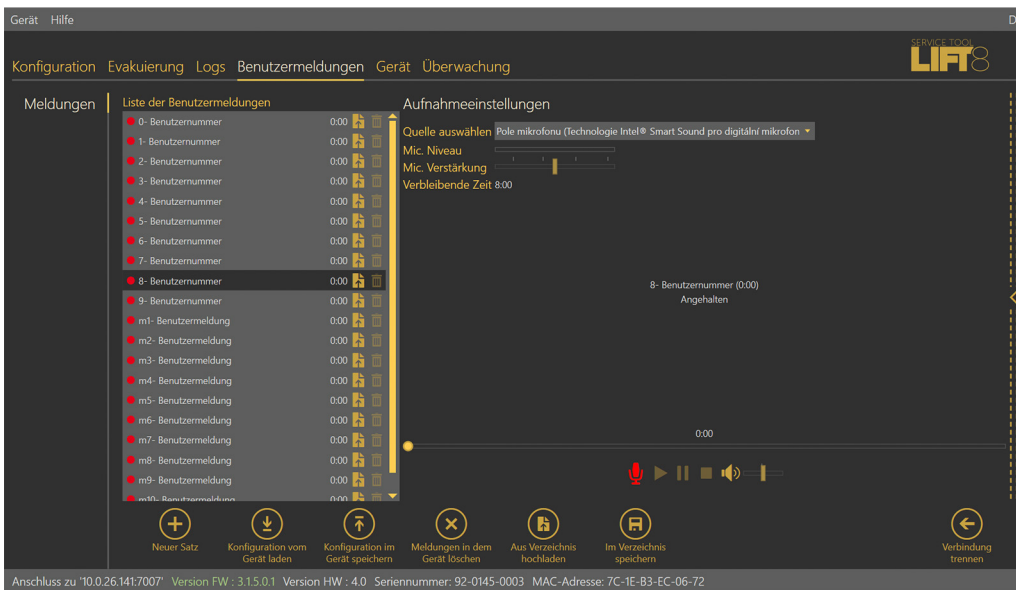 Gerät Hilfe D
SERVICE TOOL
LIFT8
Konfiguration Evakuierung Logs Benutzermeldungen Gerät Überwachung
Meldungen
Liste der Benutzermeldungen
0- Benutzernummer 0:00
1- Benutzernummer 0:00
2- Benutzernummer 0:00
3- Benutzernummer 0:00
4- Benutzernummer 0:00
5- Benutzernummer 0:00
6- Benutzernummer 0:00
7- Benutzernummer 0:00
8- Benutzernummer 0:00
9- Benutzernummer 0:00
m1- Benutzermeldung 0:00
m2- Benutzermeldung 0:00
m3- Benutzermeldung 0:00
m4- Benutzermeldung 0:00
m5- Benutzermeldung 0:00
m6- Benutzermeldung 0:00
m7- Benutzermeldung 0:00
m8- Benutzermeldung 0:00
m9- Benutzermeldung 0:00
m10- Benutzermeldung 0:00
Aufnahmeeinstellungen
Quelle auswählen Pole mikrofonu (Technologie Intel® Smart Sound pro digitální mikrofon
Mic. Niveau
Mic. Verstärkung
Verbleibende Zeit 8:00
8- Benutzernummer (0:00)
Angehalten
0:00
Neuer Satz
Konfiguration vom
Gerät laden
Konfiguration im
Gerät speichern
Meldungen in dem
Gerät löschen
Aus Verzeichnis
hochladen
Im Verzeichnis
speichern
Verbindung
trennen
Anschluss zu '10.0.26.141:7007' Version FW : 3.1.5.0.1 Version HW : 4.0 Seriennummer: 92-0145-0003 MAC-Adresse: 7C-1E-B3-EC-06-72